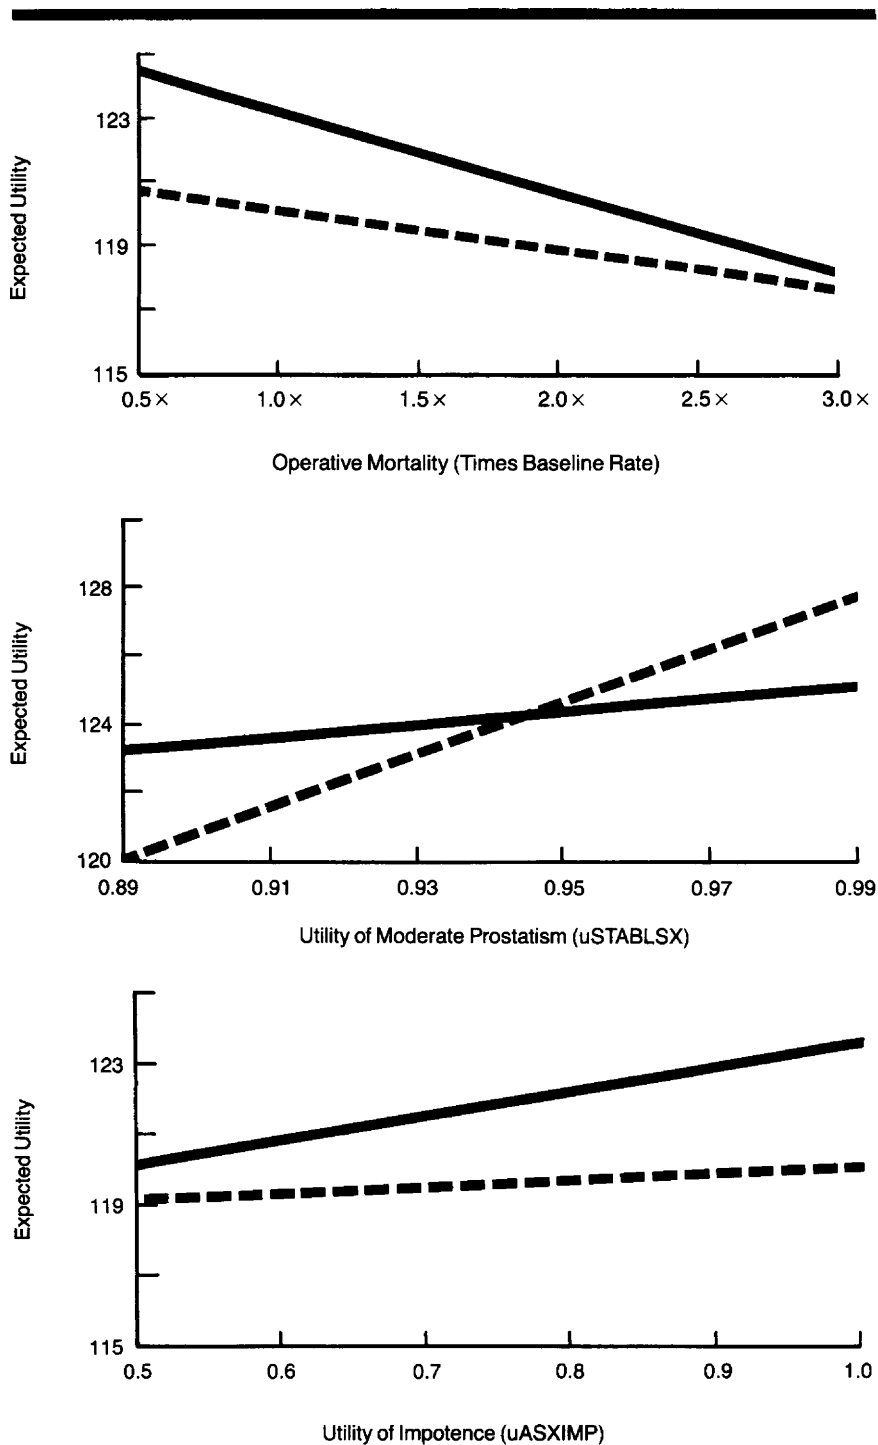 Expected Utility
123
119
115
0.5× 1.0× 1.5× 2.0× 2.5× 3.0×
Operative Mortality (Times Baseline Rate)
Expected Utility
128
124
120
0.89 0.91 0.93 0.95 0.97 0.99
Utility of Moderate Prostatism (uSTABLSX)
Expected Utility
123
119
115
0.5 0.6 0.7 0.8 0.9 1.0
Utility of Impotence (uASXIMP)